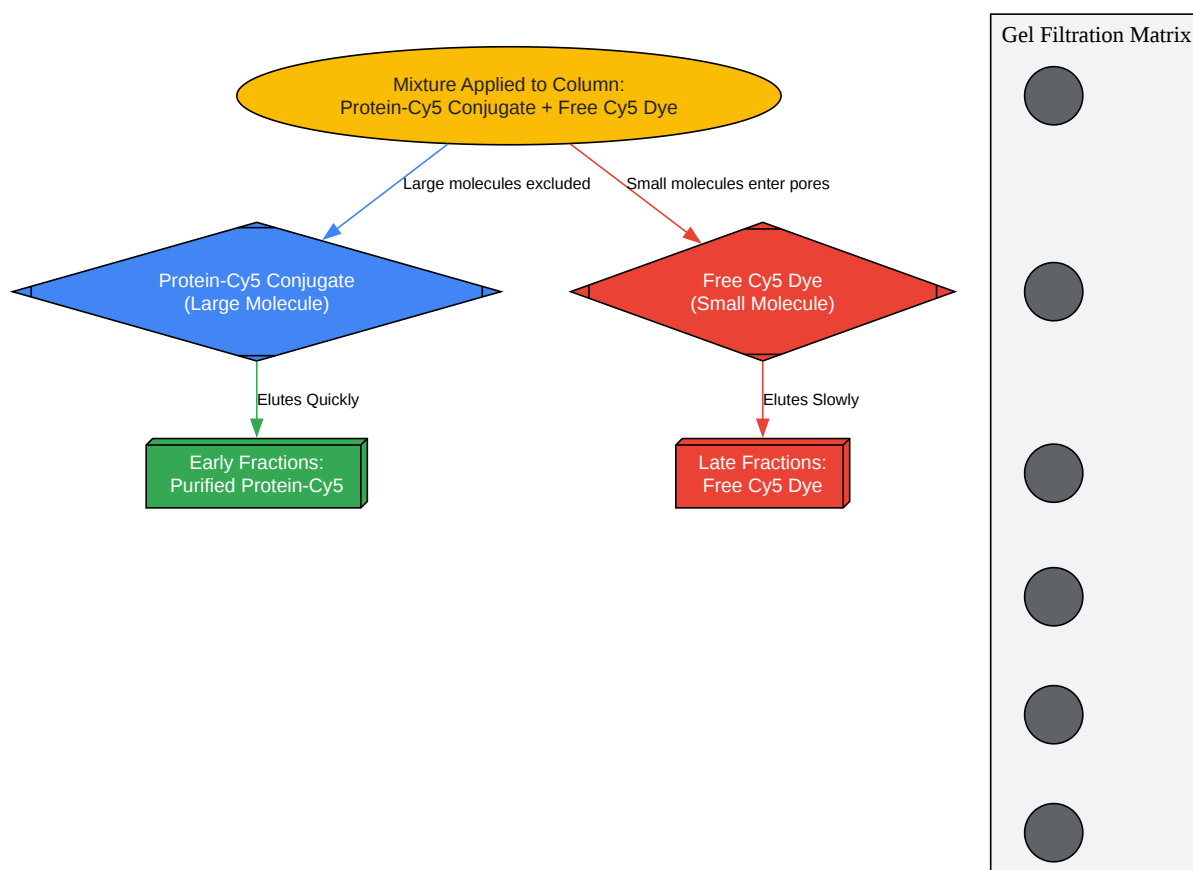 Gel Filtration Matrix
Mixture Applied to Column:
Protein-Cy5 Conjugate + Free Cy5 Dye
Large molecules excluded
Small molecules enter pores
Protein-Cy5 Conjugate
(Large Molecule)
Free Cy5 Dye
(Small Molecule)
Elutes Quickly
Elutes Slowly
Early Fractions:
Purified Protein-Cy5
Late Fractions:
Free Cy5 Dye